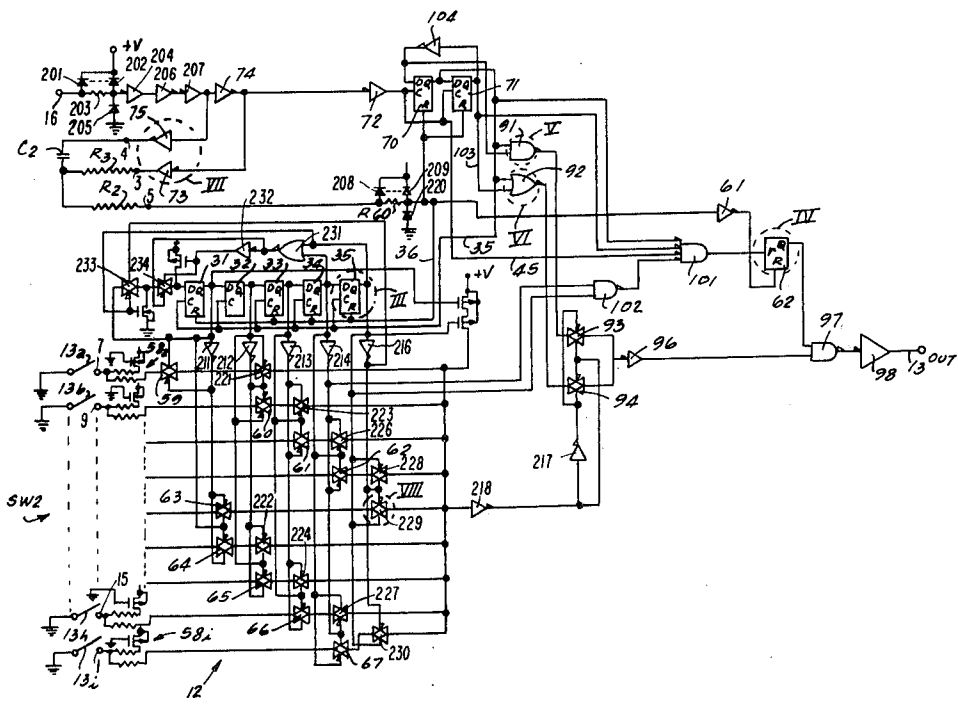 104
+V
201
204
202
206
207
74
16
203
205
75
72
D Q
C
R
70
D Q
C
R
71
91
V
92
103
VI
C2
R3
4
3
73
VII
R2
5
208
209
220
R60
61
IV
232
231
36
35
45
101
r
R
62
233
234
31
32
33
34
35
D Q
C
D Q
C
D Q
C
R
D Q
C
R
D Q
C
R
III
+V
102
93
96
97
98
13
OUT
94
211
212
213
214
216
13a
7
58a
59
221
13b
9
60
223
61
226
62
228
217
VIII
229
218
SW2
63
222
64
224
65
15
66
227
13h
58i
67
230
13i
12